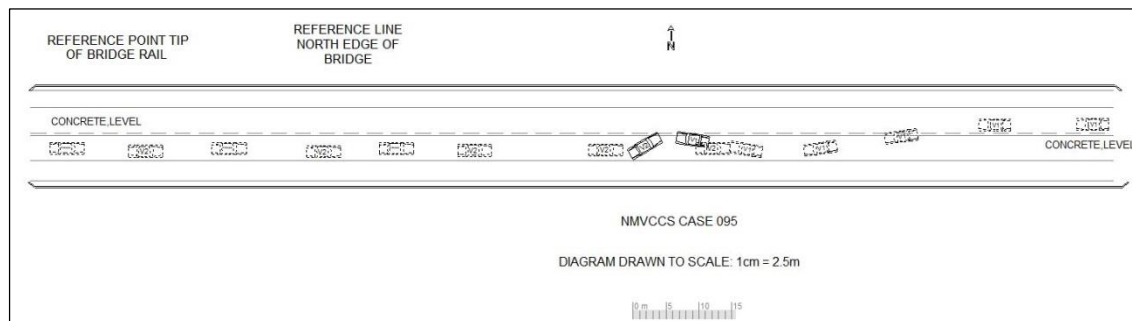 REFERENCE POINT TIP
OF BRIDGE RAIL
REFERENCE LINE
NORTH EDGE OF
BRIDGE
N
CONCRETE,LEVEL
CONCRETE,LEVEL
NMVCCS CASE 095
DIAGRAM DRAWN TO SCALE: 1cm = 2.5m
0 m 5 10 15